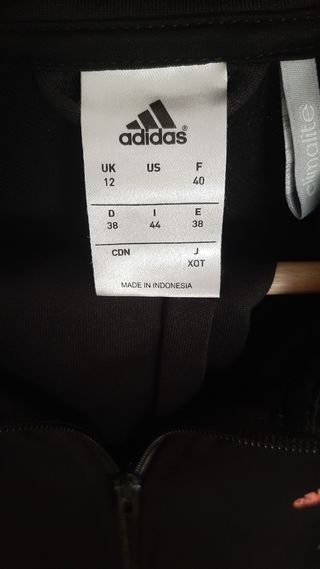 adidas
UK US F
12 40
D I E
38 44 38
CDN J
XOT
MADE IN INDONESIA
climalite